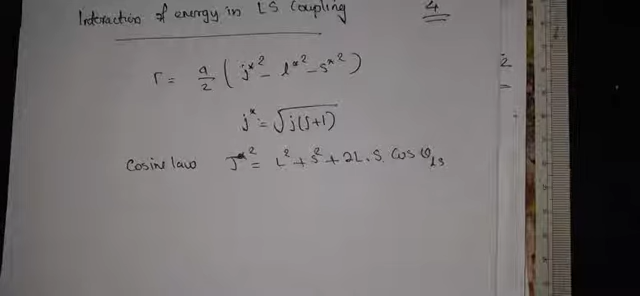 Interaction of energy in LS Coupling
4
Γ = a/2 (j*² - l*² - s*²)
j* = √j(j+1)
Cosine law J*² = L² + S² + 2L.S. Cos φ